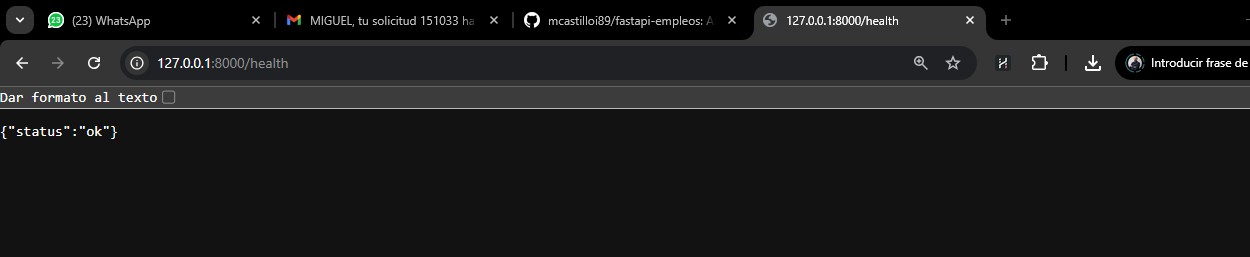 23
(23) WhatsApp
MIGUEL, tu solicitud 151033 ha
mcastilloi89/fastapi-empleos: A
127.0.0.1:8000/health
127.0.0.1:8000/health
Introducir frase de
Dar formato al texto
{"status":"ok"}